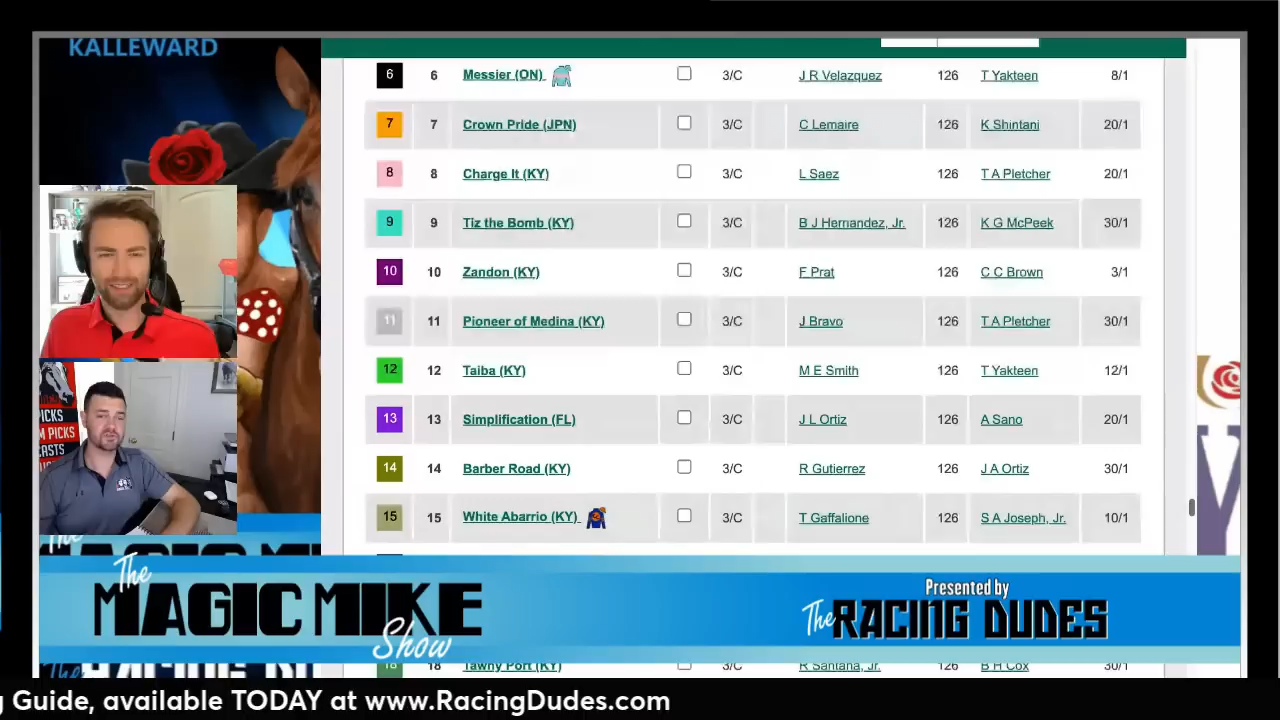 KALLEWARD
6 6 Messier (ON) 3/C J R Velazquez 126 T Yakteen 8/1
7 7 Crown Pride (JPN) 3/C C Lemaire 126 K Shintani 20/1
8 8 Charge It (KY) 3/C L Saez 126 T A Pletcher 20/1
9 9 Tiz the Bomb (KY) 3/C B J Hernandez, Jr. 126 K G McPeek 30/1
10 10 Zandon (KY) 3/C F Prat 126 C C Brown 3/1
11 11 Pioneer of Medina (KY) 3/C J Bravo 126 T A Pletcher 30/1
12 12 Taiba (KY) 3/C M E Smith 126 T Yakteen 12/1
13 13 Simplification (FL) 3/C J L Ortiz 126 A Sano 20/1
14 14 Barber Road (KY) 3/C R Gutierrez 126 J A Ortiz 30/1
15 15 White Abarrio (KY) 3/C T Gaffalione 126 S A Joseph, Jr. 10/1
PICKS
M PICKS
ASTS
The
MAGIC MIKE
Show
Presented by
The RACING DUDES
18 18 Tawny Port (KY) 3/C R Santana, Jr. 126 B H Cox 30/1
g Guide, available TODAY at www.RacingDudes.com